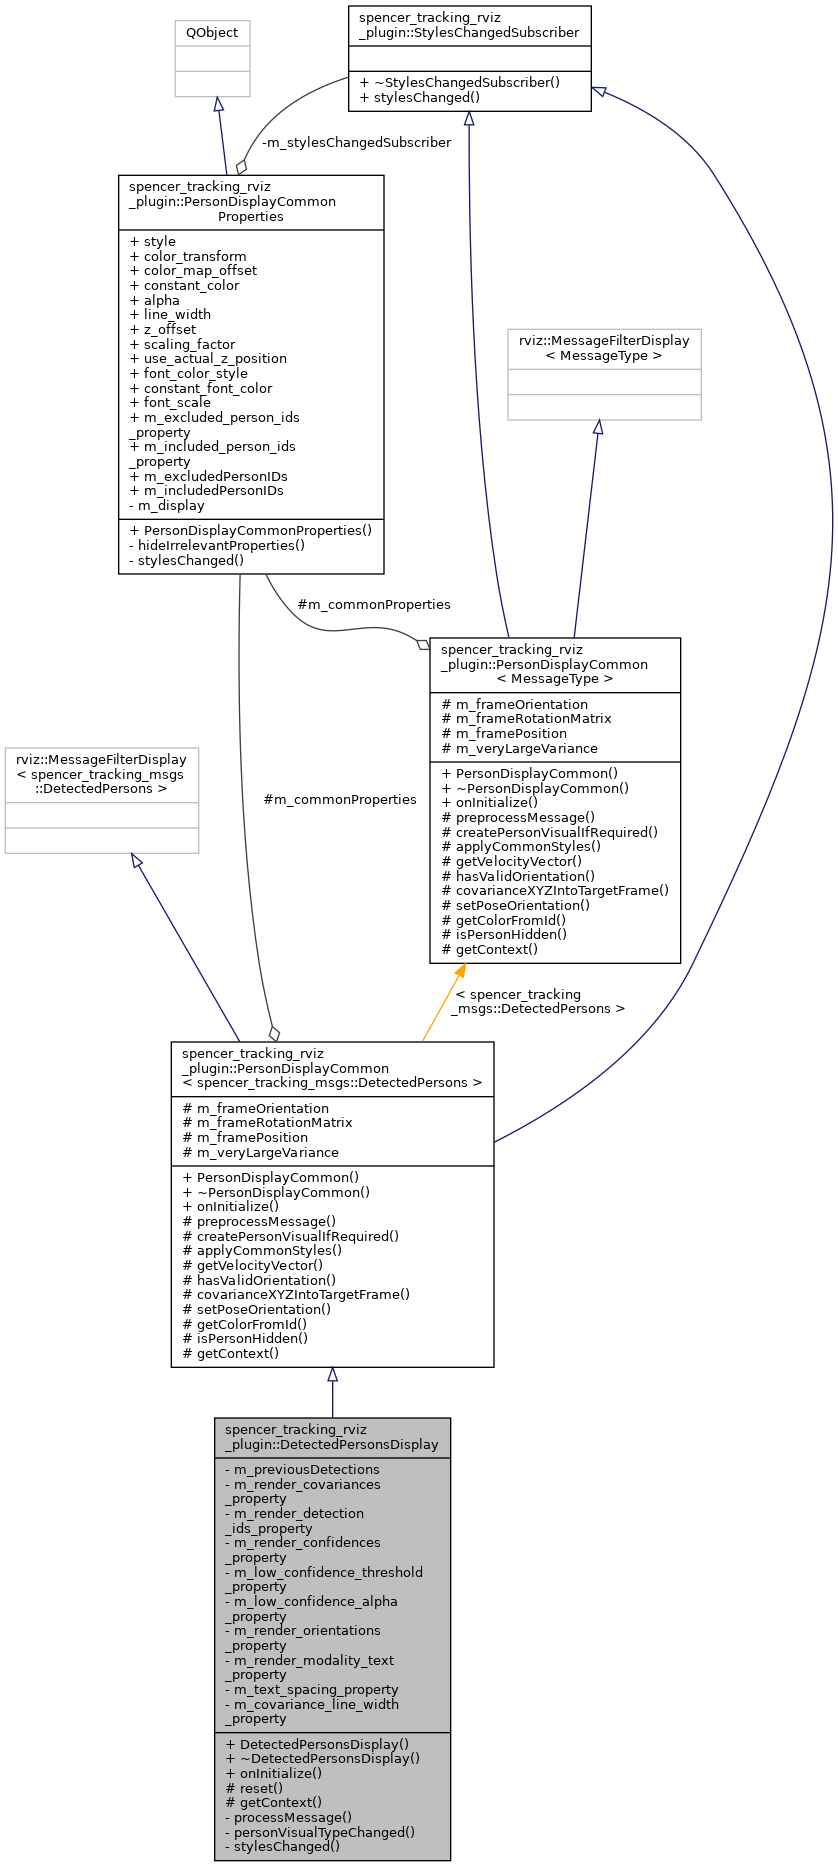 QObject
spencer_tracking_rviz
_plugin::StylesChangedSubscriber
+ ~StylesChangedSubscriber()
+ stylesChanged()
-m_stylesChangedSubscriber
spencer_tracking_rviz
_plugin::PersonDisplayCommon
Properties
+ style
+ color_transform
+ color_map_offset
+ constant_color
+ alpha
+ line_width
+ z_offset
+ scaling_factor
+ use_actual_z_position
+ font_color_style
+ constant_font_color
+ font_scale
+ m_excluded_person_ids
_property
+ m_included_person_ids
_property
+ m_excludedPersonIDs
+ m_includedPersonIDs
- m_display
+ PersonDisplayCommonProperties()
- hideIrrelevantProperties()
- stylesChanged()
rviz::MessageFilterDisplay
< MessageType >
#m_commonProperties
spencer_tracking_rviz
_plugin::PersonDisplayCommon
< MessageType >
# m_frameOrientation
# m_frameRotationMatrix
# m_framePosition
# m_veryLargeVariance
+ PersonDisplayCommon()
+ ~PersonDisplayCommon()
+ onInitialize()
# preprocessMessage()
# createPersonVisualIfRequired()
# applyCommonStyles()
# getVelocityVector()
# hasValidOrientation()
# covarianceXYZIntoTargetFrame()
# setPoseOrientation()
# getColorFromId()
# isPersonHidden()
# getContext()
rviz::MessageFilterDisplay
< spencer_tracking_msgs
::DetectedPersons >
#m_commonProperties
< spencer_tracking
_msgs::DetectedPersons >
spencer_tracking_rviz
_plugin::PersonDisplayCommon
< spencer_tracking_msgs::DetectedPersons >
# m_frameOrientation
# m_frameRotationMatrix
# m_framePosition
# m_veryLargeVariance
+ PersonDisplayCommon()
+ ~PersonDisplayCommon()
+ onInitialize()
# preprocessMessage()
# createPersonVisualIfRequired()
# applyCommonStyles()
# getVelocityVector()
# hasValidOrientation()
# covarianceXYZIntoTargetFrame()
# setPoseOrientation()
# getColorFromId()
# isPersonHidden()
# getContext()
spencer_tracking_rviz
_plugin::DetectedPersonsDisplay
- m_previousDetections
- m_render_covariances
_property
- m_render_detection
_ids_property
- m_render_confidences
_property
- m_low_confidence_threshold
_property
- m_low_confidence_alpha
_property
- m_render_orientations
_property
- m_render_modality_text
_property
- m_text_spacing_property
- m_covariance_line_width
_property
+ DetectedPersonsDisplay()
+ ~DetectedPersonsDisplay()
+ onInitialize()
# reset()
# getContext()
- processMessage()
- personVisualTypeChanged()
- stylesChanged()